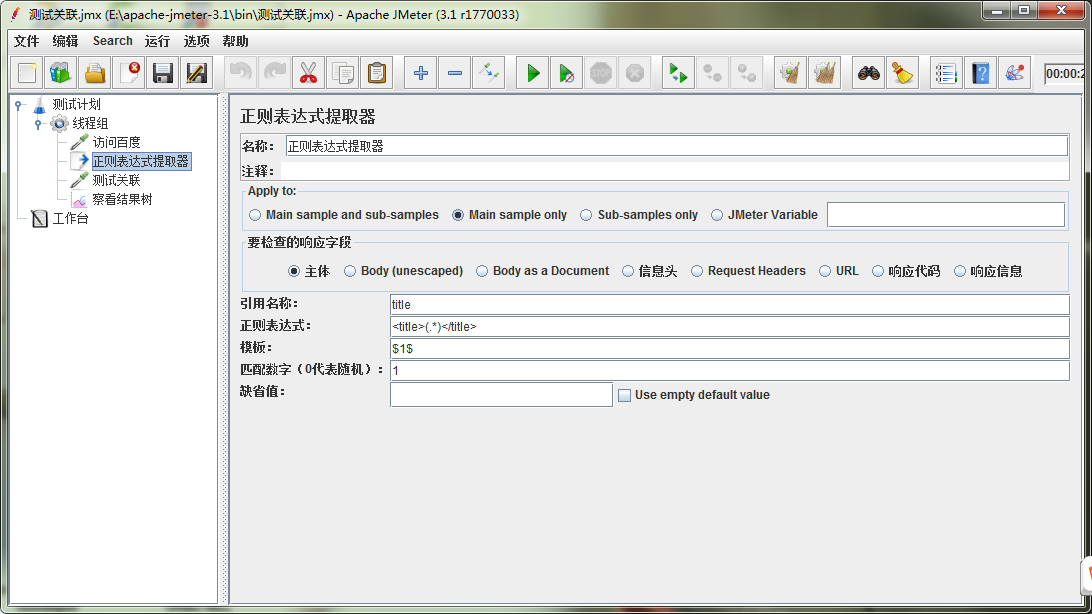 测试关联.jmx (E:\apache-jmeter-3.1\bin\测试关联.jmx) - Apache JMeter (3.1 r1770033)
文件 编辑 Search 运行 选项 帮助
STOP
00:00:2
测试计划
线程组
访问百度
正则表达式提取器
测试关联
察看结果树
工作台
正则表达式提取器
名称： 正则表达式提取器
注释：
Apply to:
Main sample and sub-samples Main sample only Sub-samples only JMeter Variable
要检查的响应字段
主体 Body (unescaped) Body as a Document 信息头 Request Headers URL 响应代码 响应信息
引用名称： title
正则表达式： <title>(.*)</title>
模板： $1$
匹配数字（0代表随机）： 1
缺省值： Use empty default value